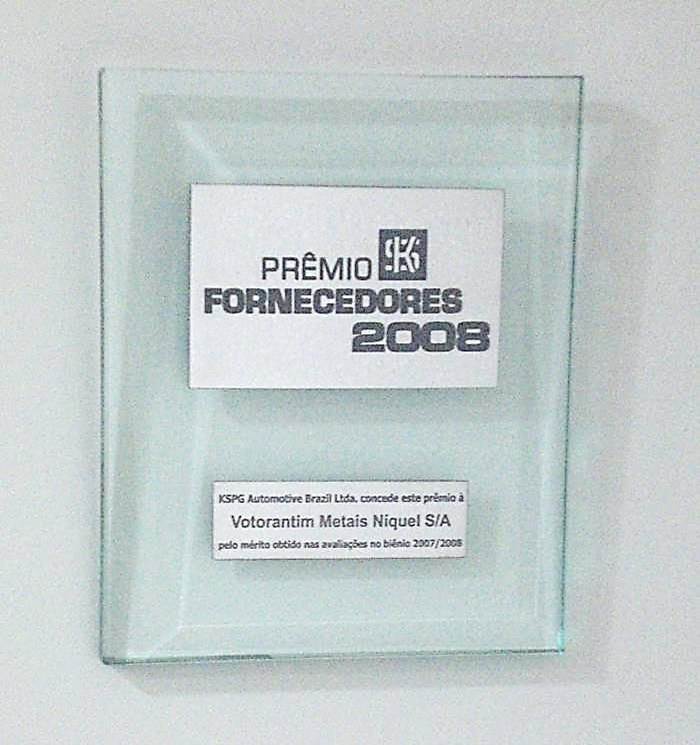 PRÊMIO
FORNECEDORES
2008
KSPG Automotive Brazil Ltda. concede este prêmio à
Votorantim Metais Níquel S/A
pelo mérito obtido nas avaliações no biênio 2007/2008